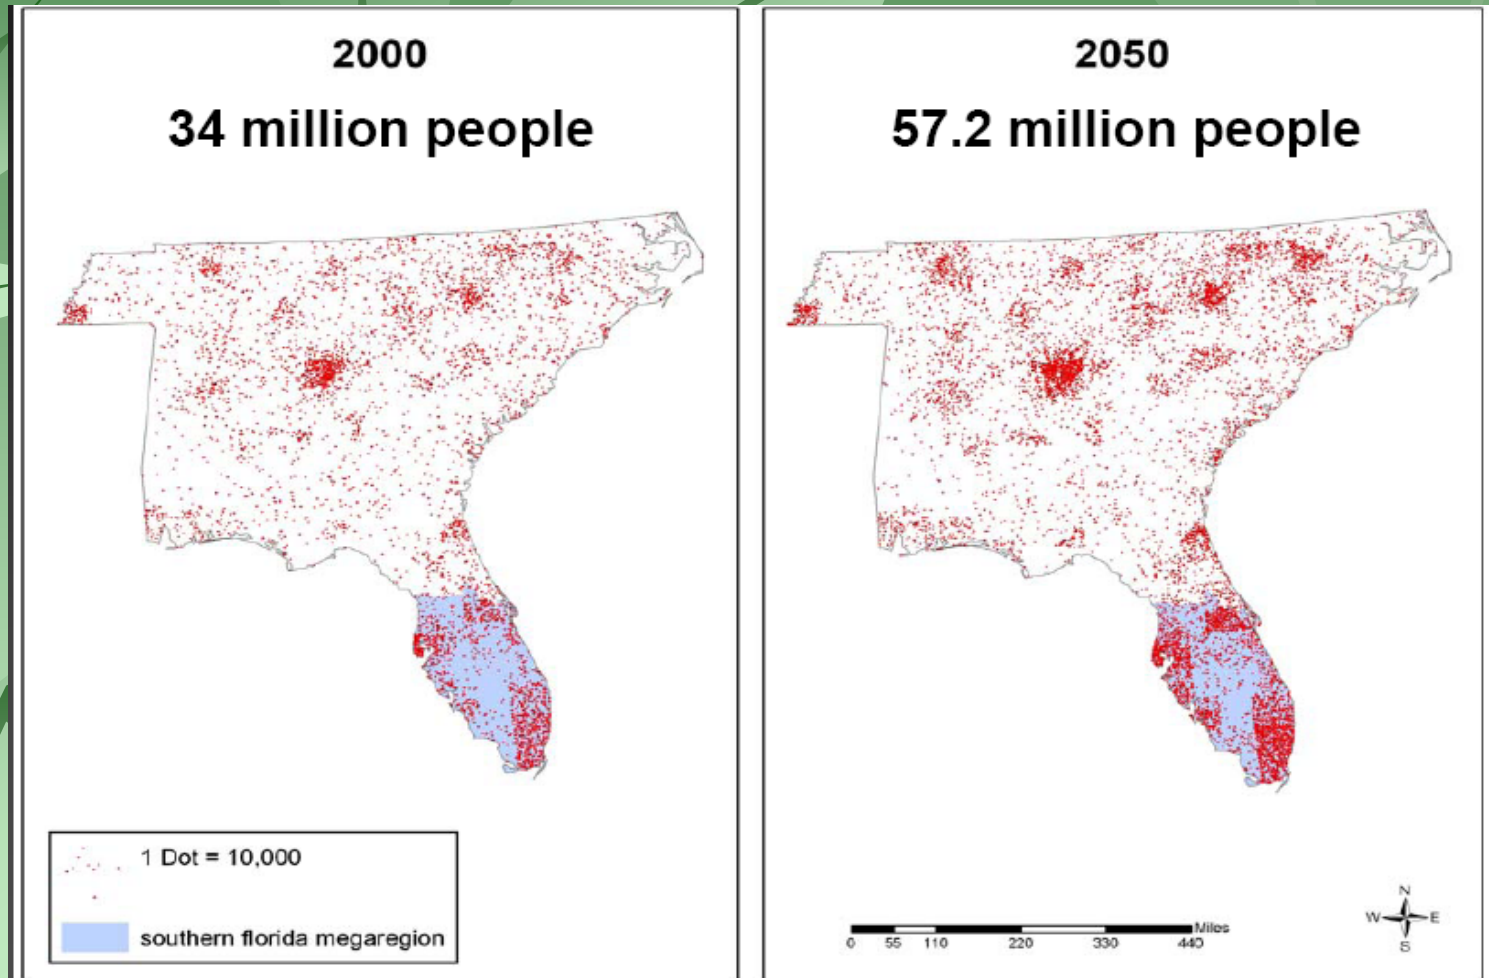 2000
34 million people
1 Dot = 10,000
southern florida megaregion
2050
57.2 million people
0 55 110 220 330 440 Miles
N
W E
S